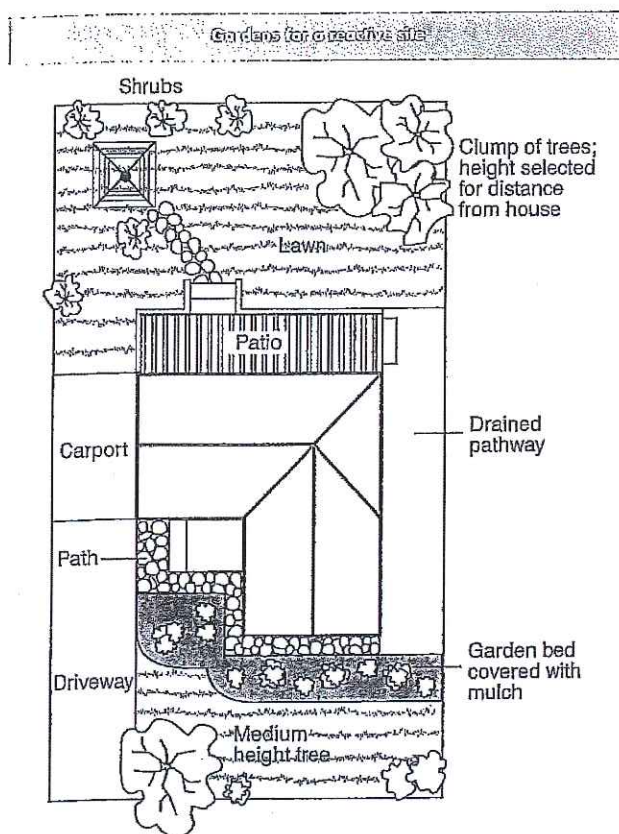 Gardens for a reactive site
Shrubs
Clump of trees;
height selected
for distance
from house
Lawn
Patio
Carport
Drained
pathway
Path
Garden bed
covered with
mulch
Driveway
Medium
height tree